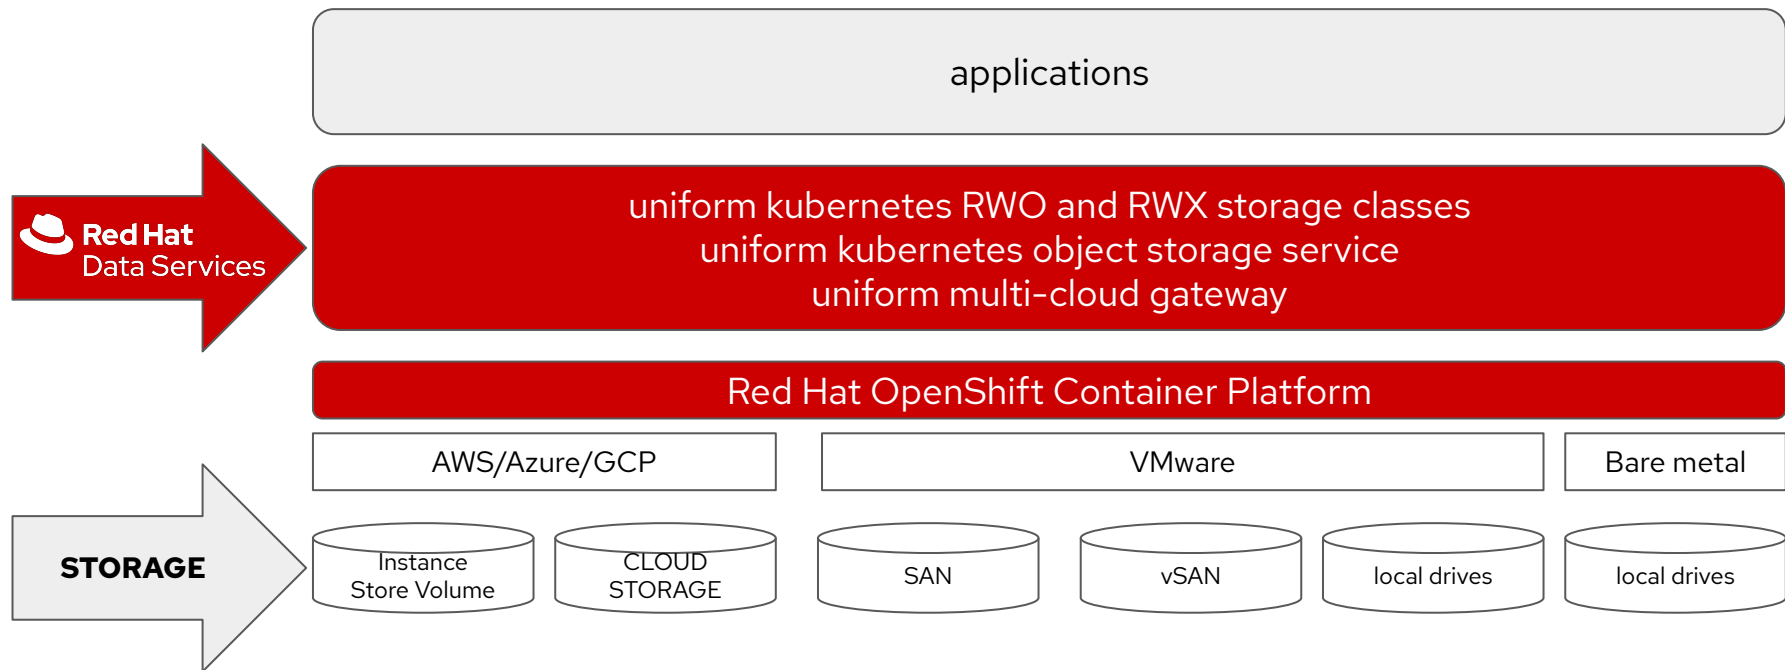 applications
Red Hat
Data Services
uniform kubernetes RWO and RWX storage classes
uniform kubernetes object storage service
uniform multi-cloud gateway
Red Hat OpenShift Container Platform
AWS/Azure/GCP
VMware
Bare metal
STORAGE
Instance
Store Volume
CLOUD
STORAGE
SAN
vSAN
local drives
local drives